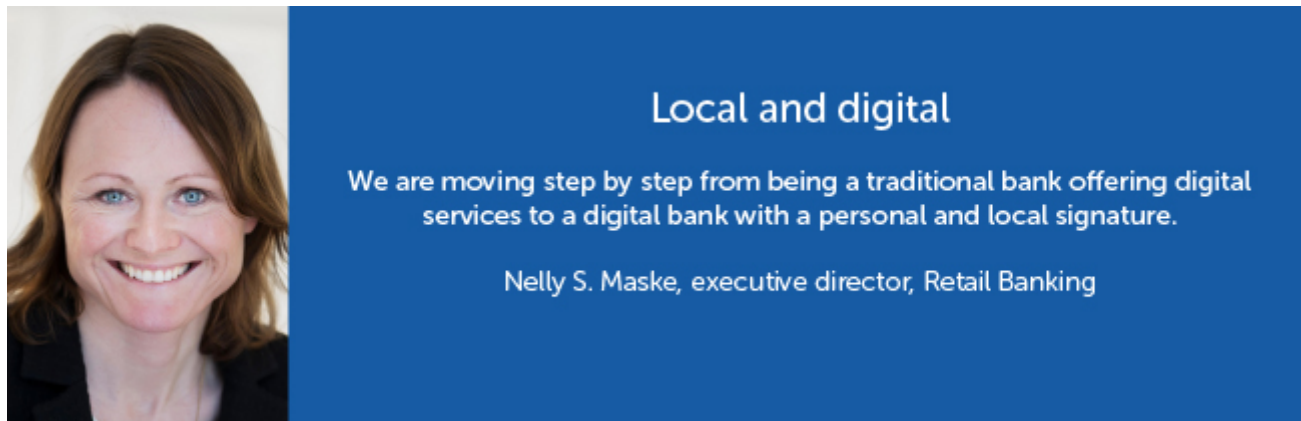 Local and digital
We are moving step by step from being a traditional bank offering digital
services to a digital bank with a personal and local signature.
Nelly S. Maske, executive director, Retail Banking